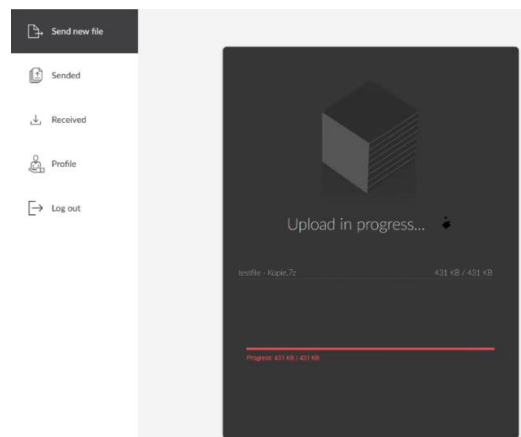 Send new file
Sended
Received
Profile
Log out
Upload in progress...
testfile - Kopie.7z 431 KB / 431 KB
Progress: 431 KB / 431 KB